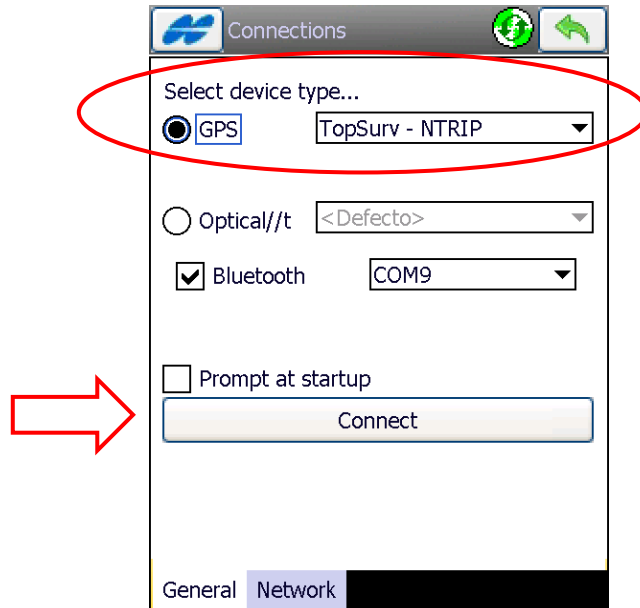 Connections
Select device type...
GPS TopSurv - NTRIP
Optical//t <Defecto>
Bluetooth COM9
Prompt at startup
Connect
General Network